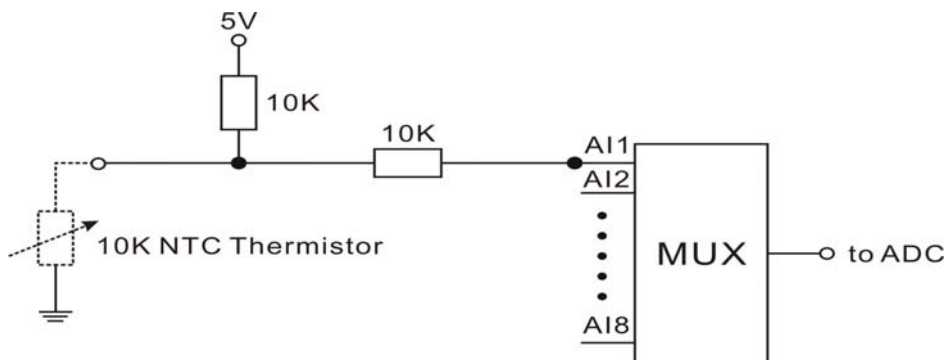 5V
10K
10K
AI1
AI2
10K NTC Thermistor
MUX
to ADC
AI8